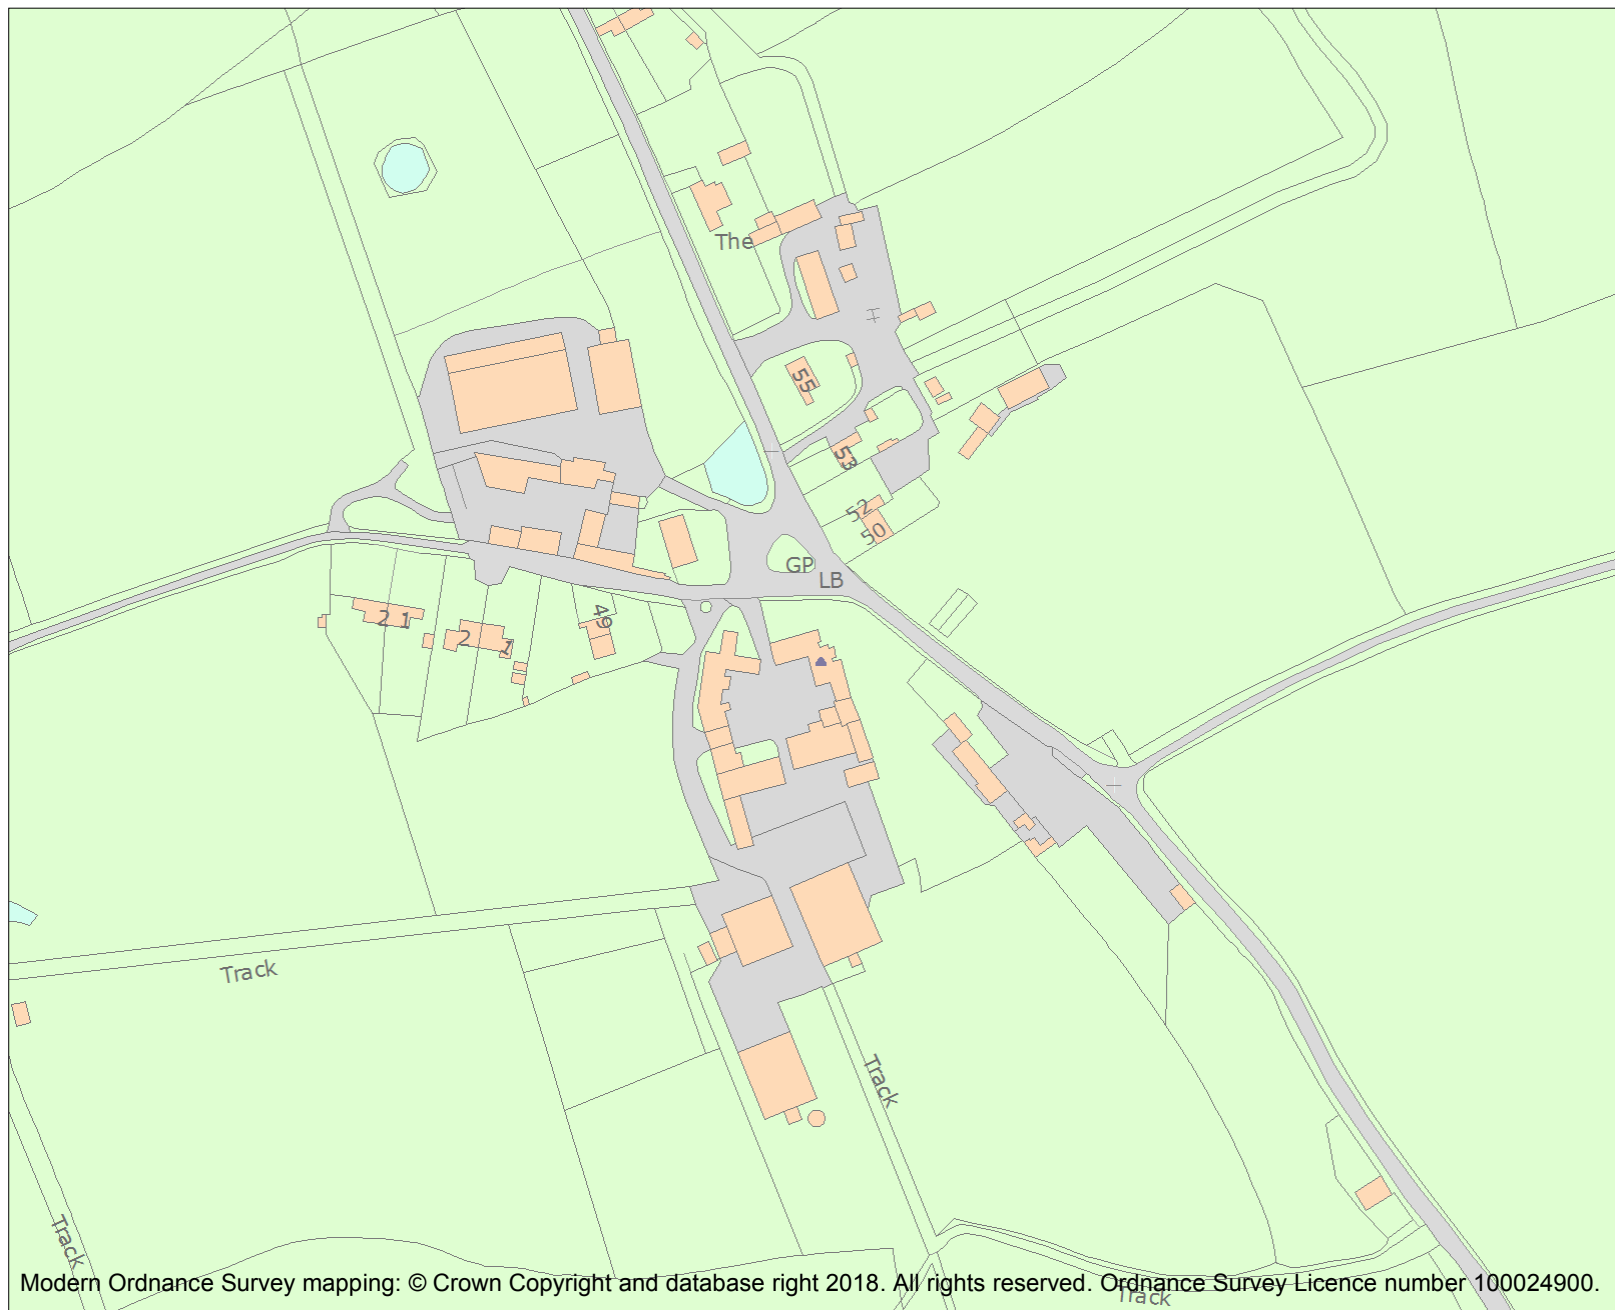 The
55
53
52
50
GP
LB
2 1
2
1
49
Track
Track
Track
Track
Modern Ordnance Survey mapping: © Crown Copyright and database right 2018. All rights reserved. Ordnance Survey Licence number 100024900.